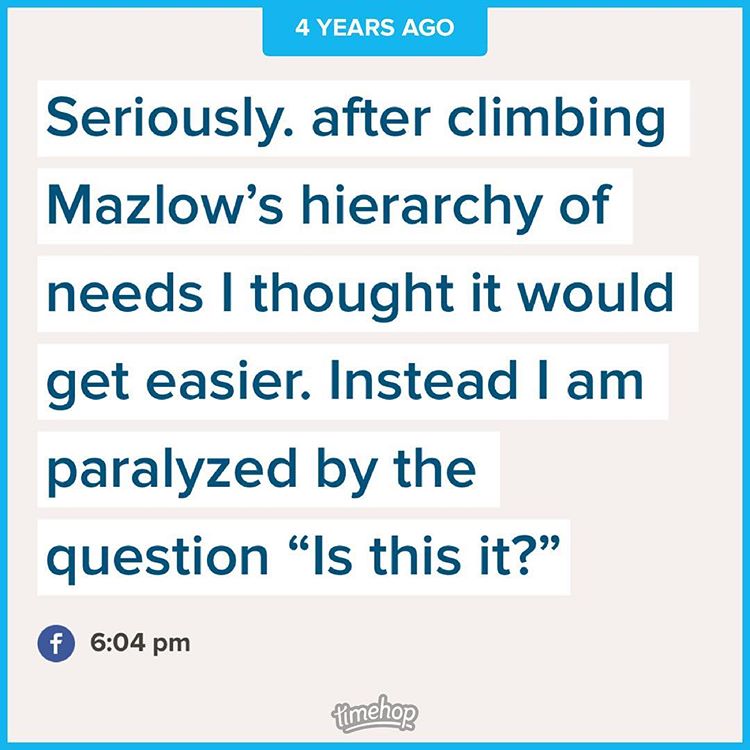 4 YEARS AGO
Seriously. after climbing
Mazlow’s hierarchy of
needs I thought it would
get easier. Instead I am
paralyzed by the
question “Is this it?”
f 6:04 pm
timehop